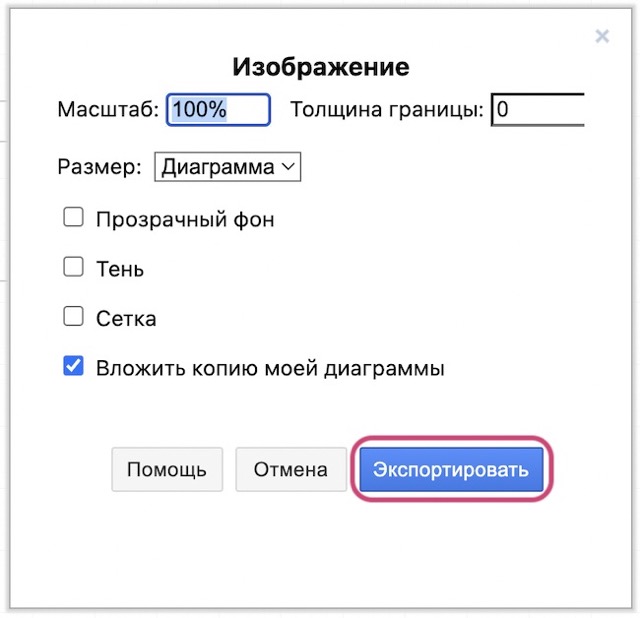 Изображение
Масштаб: 100% Толщина границы: 0
Размер: Диаграмма
Прозрачный фон
Тень
Сетка
Вложить копию моей диаграммы
Помощь Отмена Экспортировать